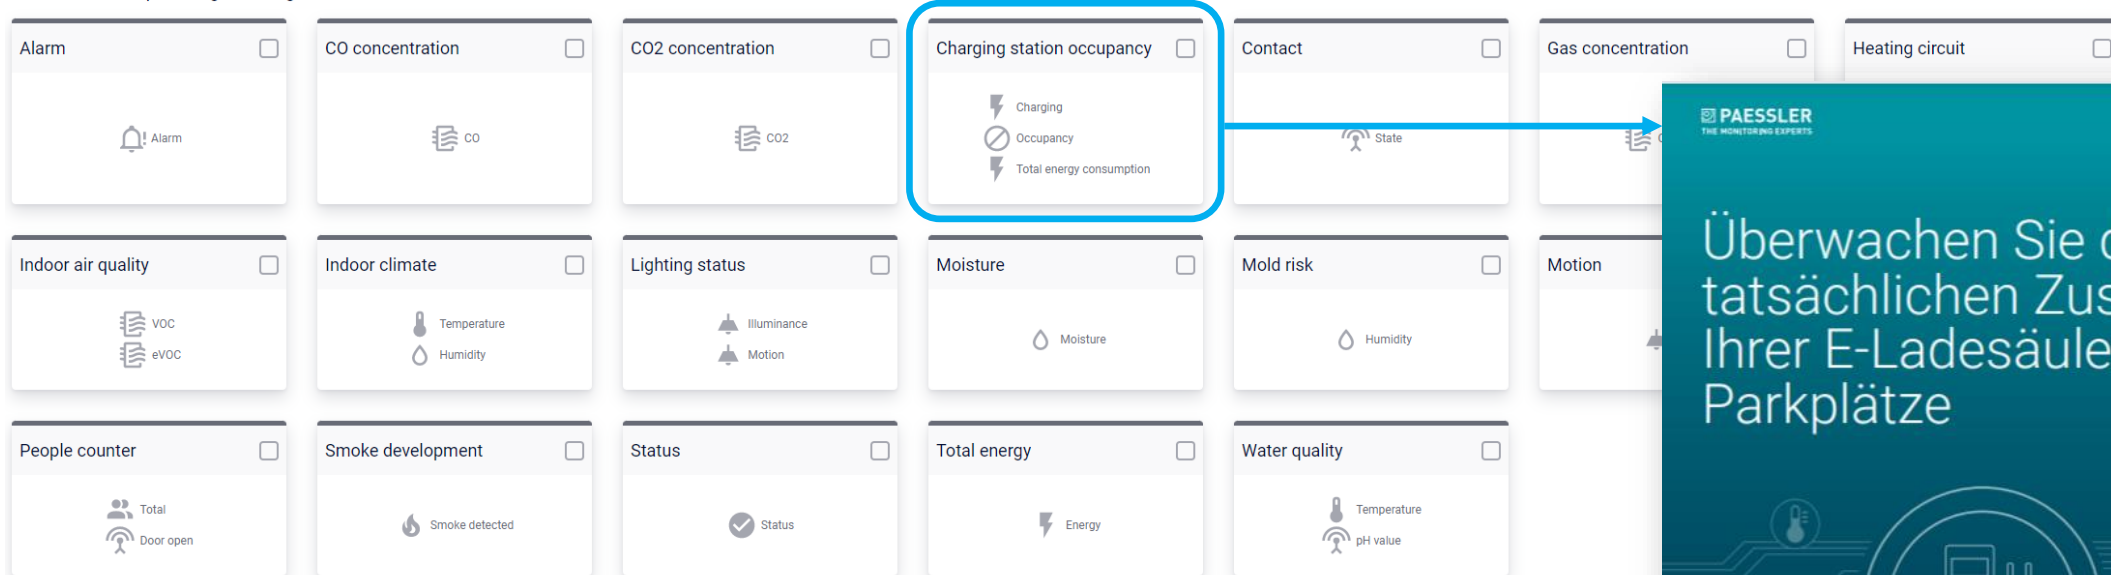 Alarm
CO concentration
CO2 concentration
Charging station occupancy
Contact
Gas concentration
Heating circuit
Alarm
CO
CO2
Charging
Occupancy
Total energy consumption
State
PAESSLER
THE MONITORING EXPERTS
Überwachen Sie
tatsächlichen
Ihrer E-Ladesäule
Parkplätze
Indoor air quality
Indoor climate
Lighting status
Moisture
Mold risk
Motion
VOC
eVOC
Temperature
Humidity
Illuminance
Motion
Moisture
Humidity
People counter
Smoke development
Status
Total energy
Water quality
Total
Door open
Smoke detected
Status
Energy
Temperature
pH value